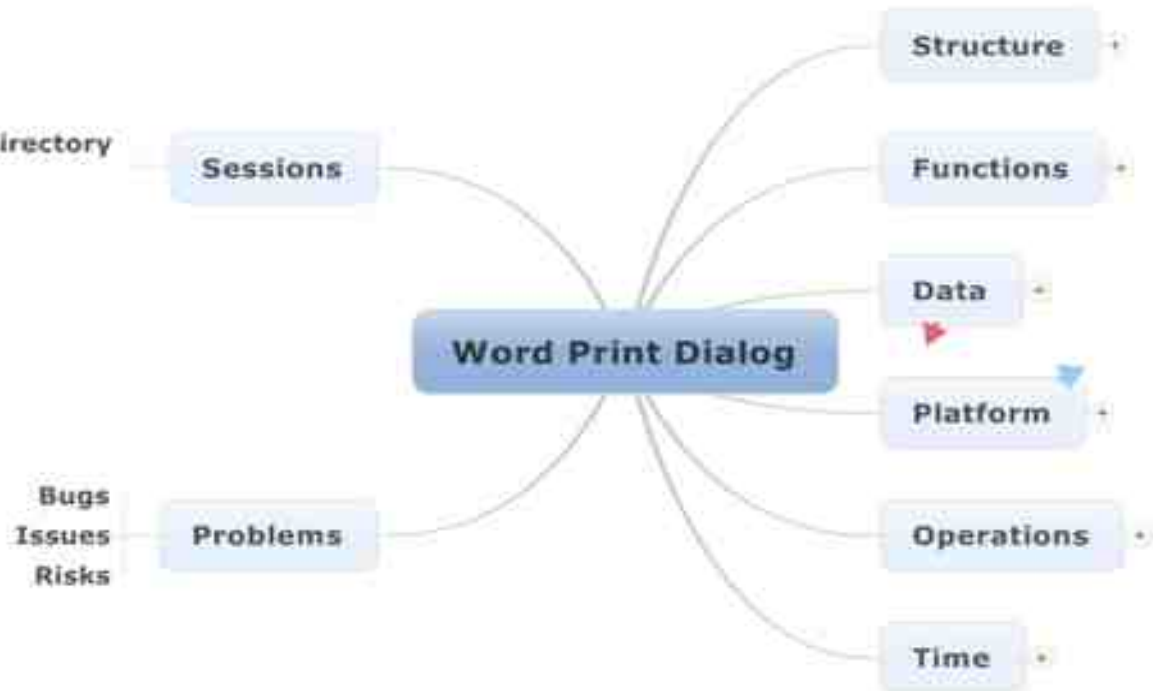 Structure
irectory
Sessions
Functions
Data
Word Print Dialog
Platform
Bugs
Issues
Risks
Problems
Operations
Time